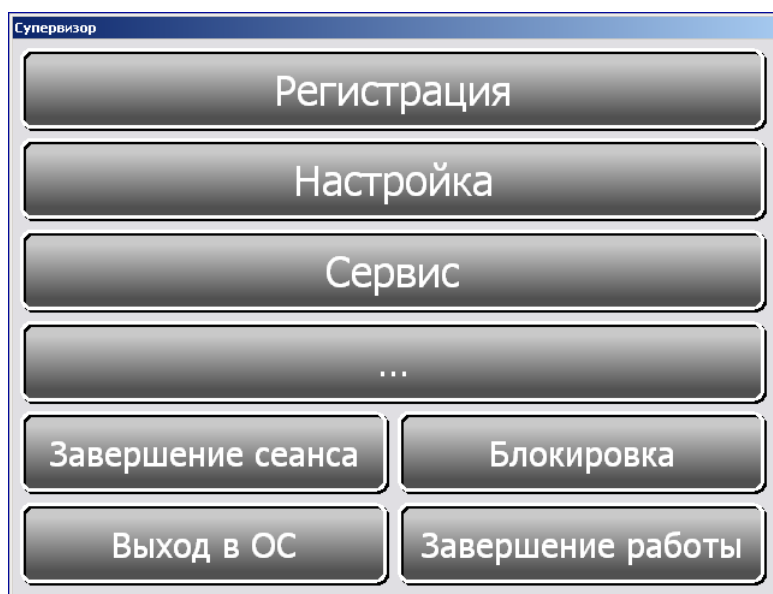 Супервизор
Регистрация
Настройка
Сервис
...
Завершение сеанса
Блокировка
Выход в ОС
Завершение работы